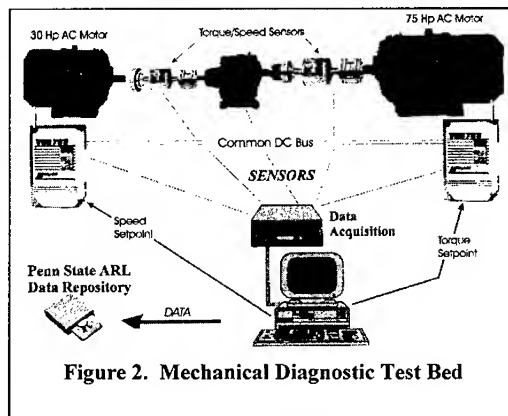 75 Hp AC Motor
30 Hp AC Motor
Torque/Speed Sensors
Common DC Bus
SENSORS
Speed
Setpoint
Data
Acquisition
Torque
Setpoint
Penn State ARL
Data Repository
DATA
Figure 2. Mechanical Diagnostic Test Bed